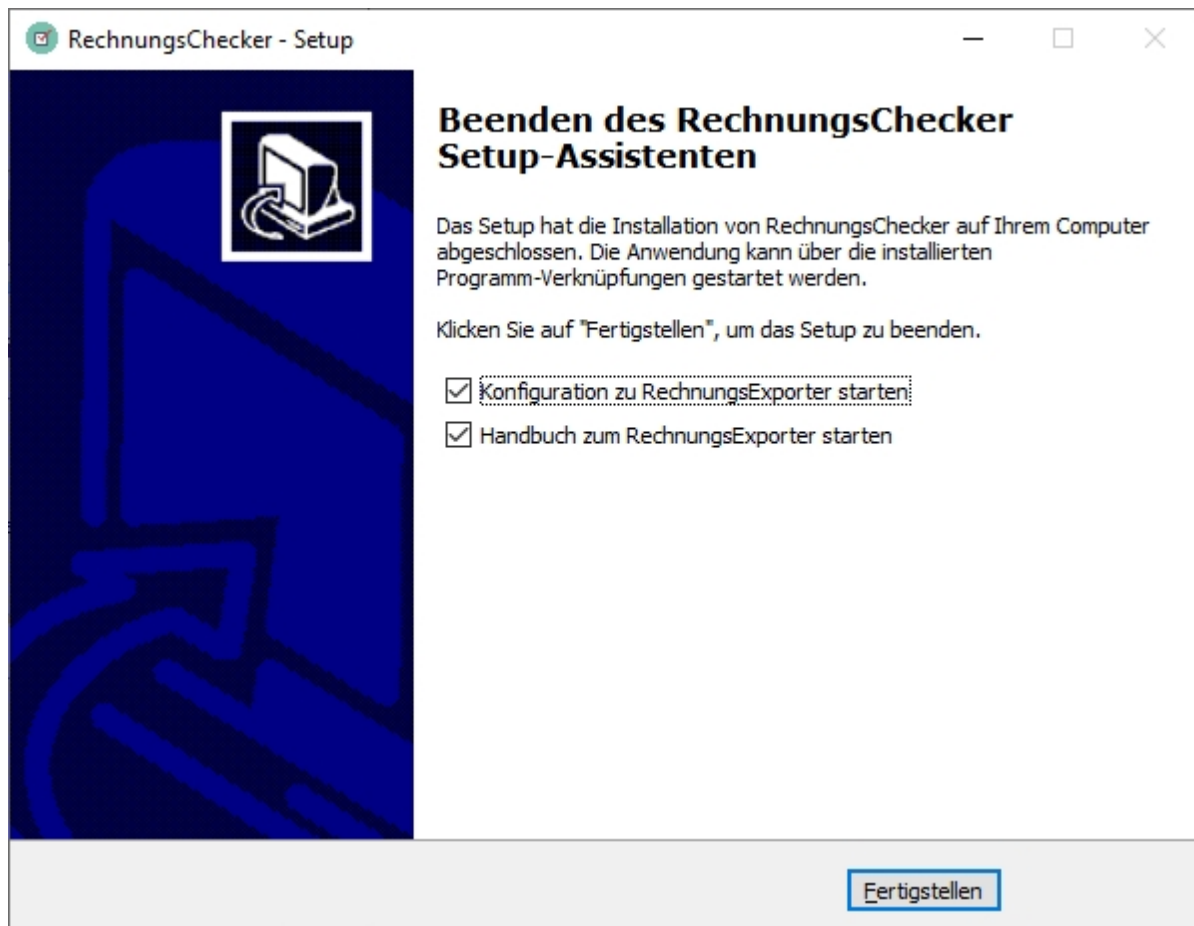 RechnungsChecker - Setup
Beenden des RechnungsChecker
Setup-Assistenten
Das Setup hat die Installation von RechnungsChecker auf Ihrem Computer
abgeschlossen. Die Anwendung kann über die installierten
Programm-Verknüpfungen gestartet werden.
Klicken Sie auf "Fertigstellen", um das Setup zu beenden.
Konfiguration zu RechnungsExporter starten
Handbuch zum RechnungsExporter starten
Fertigstellen